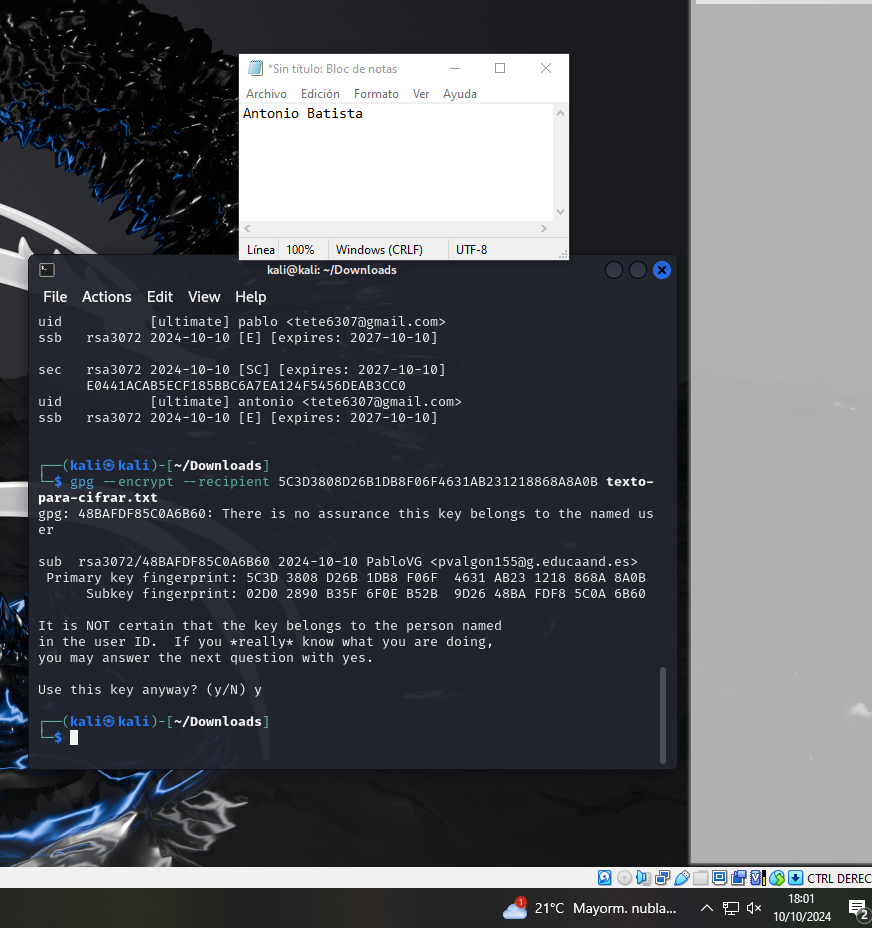 *Sin título: Bloc de notas
Archivo Edición Formato Ver Ayuda
Antonio Batista
Línea 100% Windows (CRLF) UTF-8
kali@kali: ~/Downloads
File Actions Edit View Help
uid [ultimate] pablo <tete6307@gmail.com>
ssb rsa3072 2024-10-10 [E] [expires: 2027-10-10]
sec rsa3072 2024-10-10 [SC] [expires: 2027-10-10]
E0441ACAB5ECF185BBC6A7EA124F5456DEAB3CC0
uid [ultimate] antonio <tete6307@gmail.com>
ssb rsa3072 2024-10-10 [E] [expires: 2027-10-10]
┌──(kali㉿kali)-[~/Downloads]
└─$ gpg --encrypt --recipient 5C3D3808D26B1DB8F06F4631AB231218868A8A0B texto-
para-cifrar.txt
gpg: 48BAFDF85C0A6B60: There is no assurance this key belongs to the named us
er
sub rsa3072/48BAFDF85C0A6B60 2024-10-10 PabloVG <pvalgon155@g.educaand.es>
Primary key fingerprint: 5C3D 3808 D26B 1DB8 F06F 4631 AB23 1218 868A 8A0B
Subkey fingerprint: 02D0 2890 B35F 6F0E B52B 9D26 48BA FDF8 5C0A 6B60
It is NOT certain that the key belongs to the person named
in the user ID. If you *really* know what you are doing,
you may answer the next question with yes.
Use this key anyway? (y/N) y
┌──(kali㉿kali)-[~/Downloads]
└─$
CTRL DEREC
1
21°C Mayorm. nubla...
18:01
10/10/2024
2